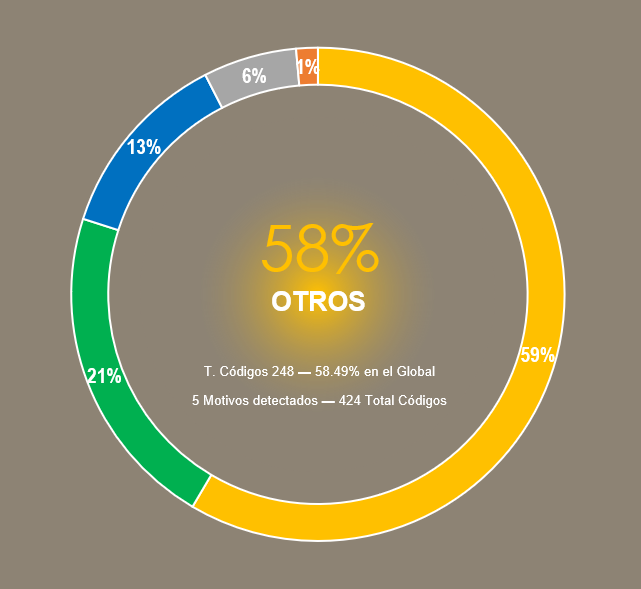 1%
6%
13%
58%
OTROS
59%
T. Códigos 248 — 58.49% en el Global
21%
5 Motivos detectados — 424 Total Códigos